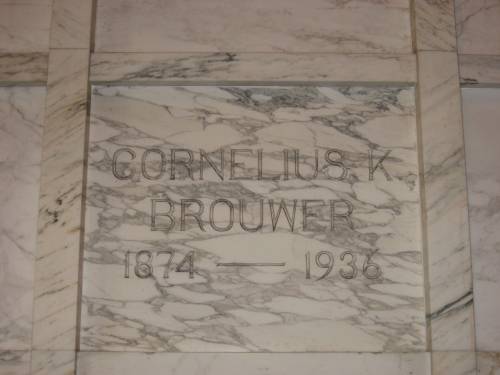 CORNELIUS K.
BROUWER
1874 — 1936